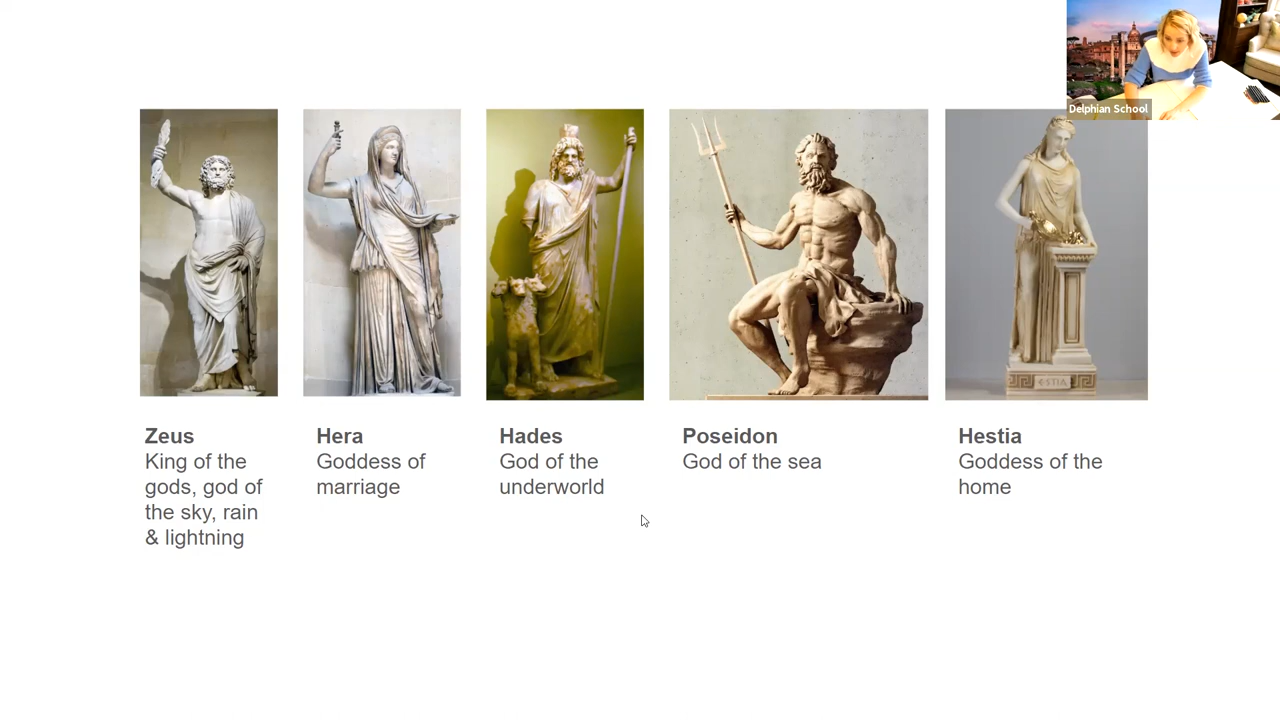 Delphian School
ESTIA
Zeus
King of the
gods, god of
the sky, rain
& lightning
Hera
Goddess of
marriage
Hades
God of the
underworld
Poseidon
God of the sea
Hestia
Goddess of the
home